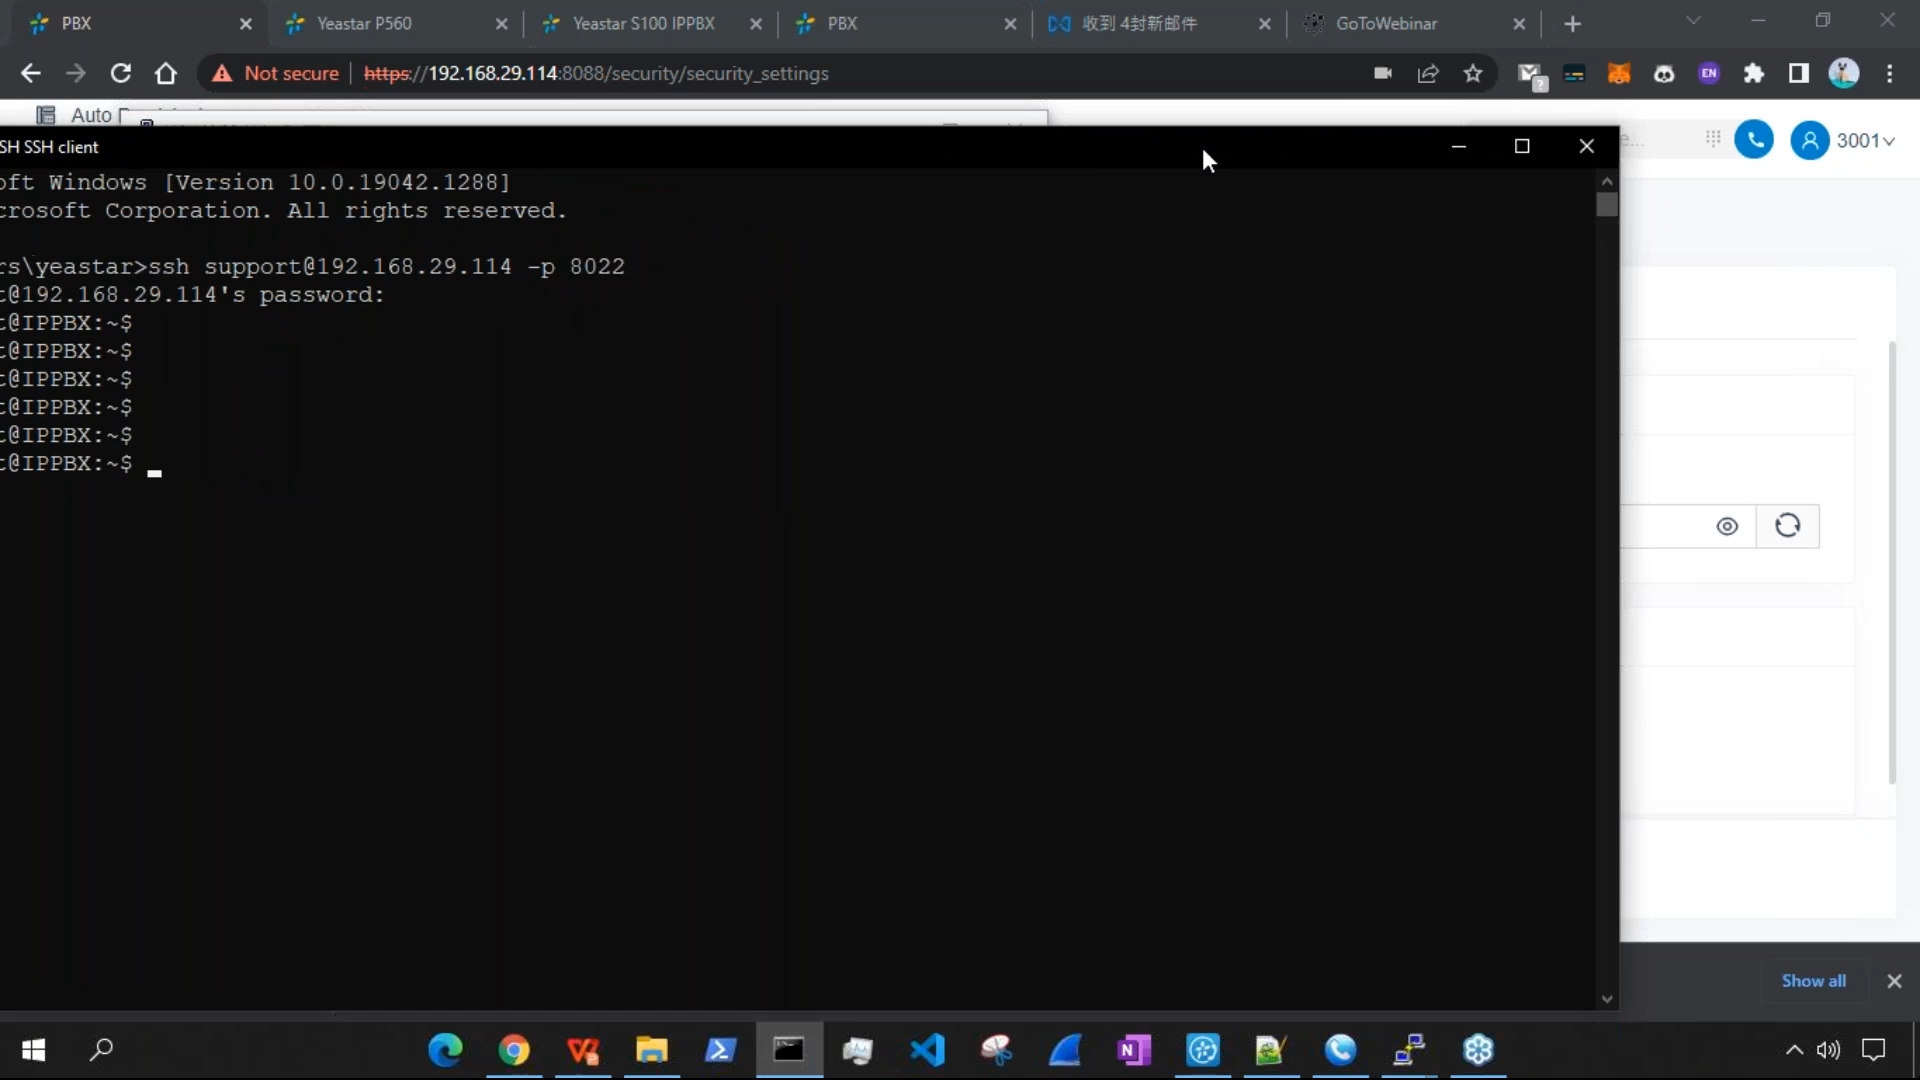 PBX
Yeastar P560
Yeastar S100 IPPBX
PBX
收到 4封新邮件
GoToWebinar
Not secure
https://192.168.29.114:8088/security/security_settings
EN
Auto
3001
SH SSH client
oft Windows [Version 10.0.19042.1288]
crosoft Corporation. All rights reserved.
rs\yeastar>ssh support@192.168.29.114 -p 8022
t@192.168.29.114's password:
t@IPPBX:~$
t@IPPBX:~$
t@IPPBX:~$
t@IPPBX:~$
t@IPPBX:~$
t@IPPBX:~$
Show all